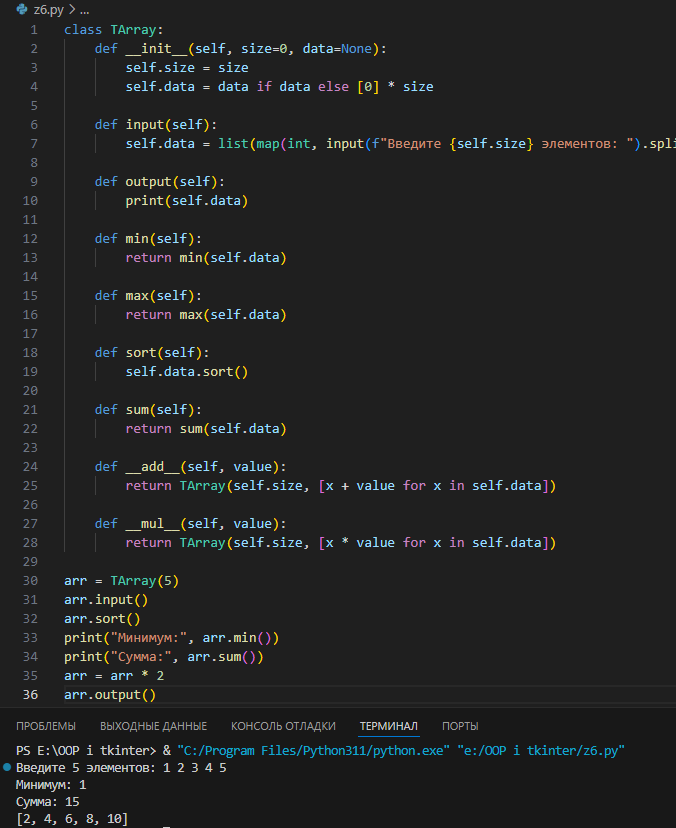 z6.py > ...
1 class TArray:
2     def __init__(self, size=0, data=None):
3         self.size = size
4         self.data = data if data else [0] * size
5
6     def input(self):
7         self.data = list(map(int, input(f"Введите {self.size} элементов: ").spli
8
9     def output(self):
10         print(self.data)
11
12     def min(self):
13         return min(self.data)
14
15     def max(self):
16         return max(self.data)
17
18     def sort(self):
19         self.data.sort()
20
21     def sum(self):
22         return sum(self.data)
23
24     def __add__(self, value):
25         return TArray(self.size, [x + value for x in self.data])
26
27     def __mul__(self, value):
28         return TArray(self.size, [x * value for x in self.data])
29
30 arr = TArray(5)
31 arr.input()
32 arr.sort()
33 print("Минимум:", arr.min())
34 print("Сумма:", arr.sum())
35 arr = arr * 2
36 arr.output()
ПРОБЛЕМЫ ВЫХОДНЫЕ ДАННЫЕ КОНСОЛЬ ОТЛАДКИ ТЕРМИНАЛ ПОРТЫ
PS E:\OOP i tkinter> & "C:/Program Files/Python311/python.exe" "e:/OOP i tkinter/z6.py"
Введите 5 элементов: 1 2 3 4 5
Минимум: 1
Сумма: 15
[2, 4, 6, 8, 10]